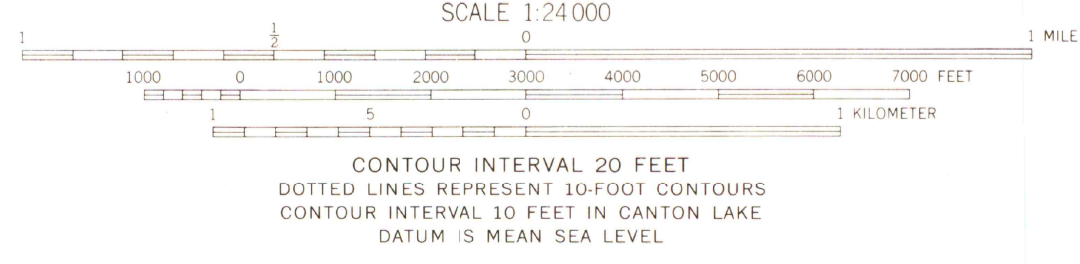 SCALE 1:24 000
1 ½ 0 1 MILE
1000 0 1000 2000 3000 4000 5000 6000 7000 FEET
1 5 0 1 KILOMETER
CONTOUR INTERVAL 20 FEET
DOTTED LINES REPRESENT 10-FOOT CONTOURS
CONTOUR INTERVAL 10 FEET IN CANTON LAKE
DATUM IS MEAN SEA LEVEL